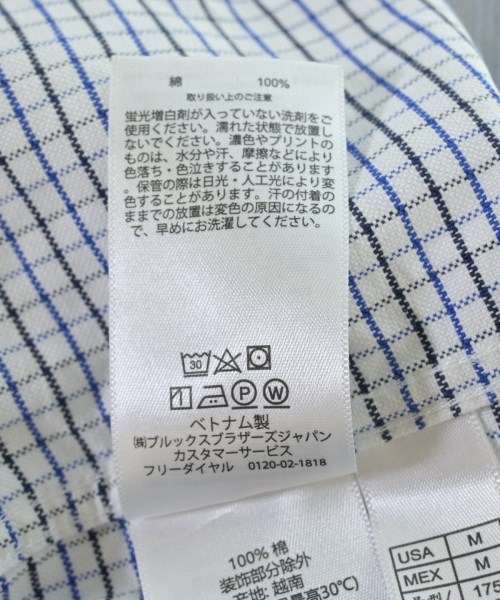 綿 100%
取り扱い上のご注意
蛍光増白剤が入っていない洗剤をご
使用ください。濡れた状態で放置し
ないでください。濃色やプリントの
ものは、水分や汗、摩擦などにより
色落ち・色泣きすることがあります
。保管の際は日光・人工光により変
色することがあります。汗の付着の
ままでの放置は変色の原因になるの
で、早めにお洗濯してください。
30
P W
ベトナム製
㈱ブルックスブラザーズジャパン
カスタマーサービス
フリーダイヤル 0120-02-1818
100% 棉
装饰部分除外
产地: 越南
最高30℃)
USA M
MEX M
175